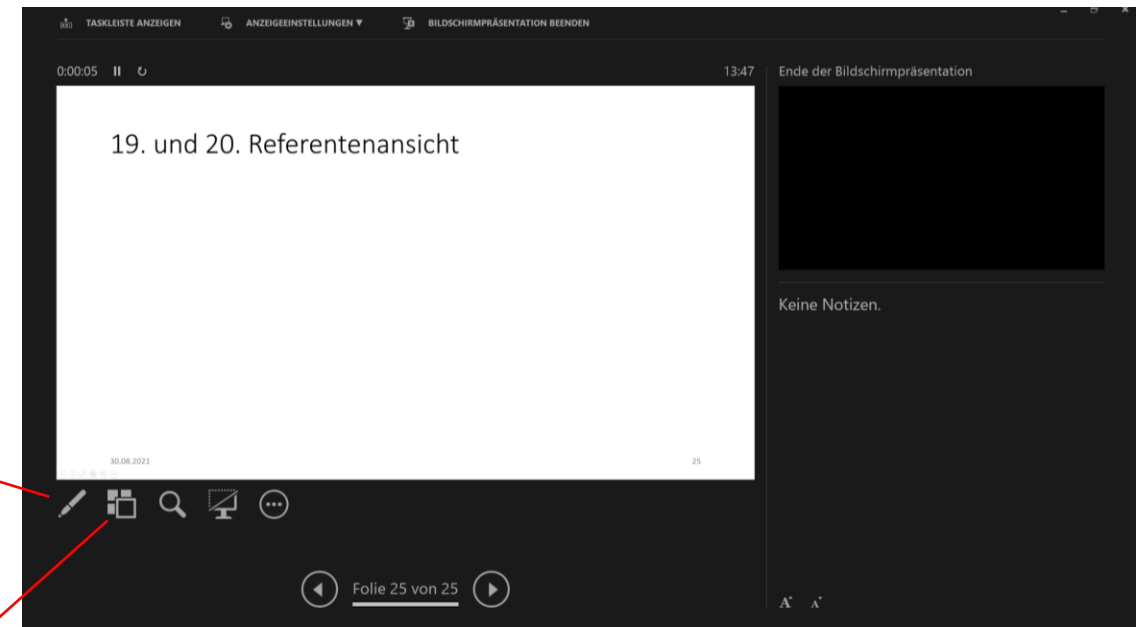 TASKLEISTE ANZEIGEN ANZEIGEEINSTELLUNGEN ▼ BILDSCHIRMPRÄSENTATION BEENDEN
0:00:05 13:47
Ende der Bildschirmpräsentation
19. und 20. Referentenansicht
30.08.2021 25
Keine Notizen.
Folie 25 von 25
A A